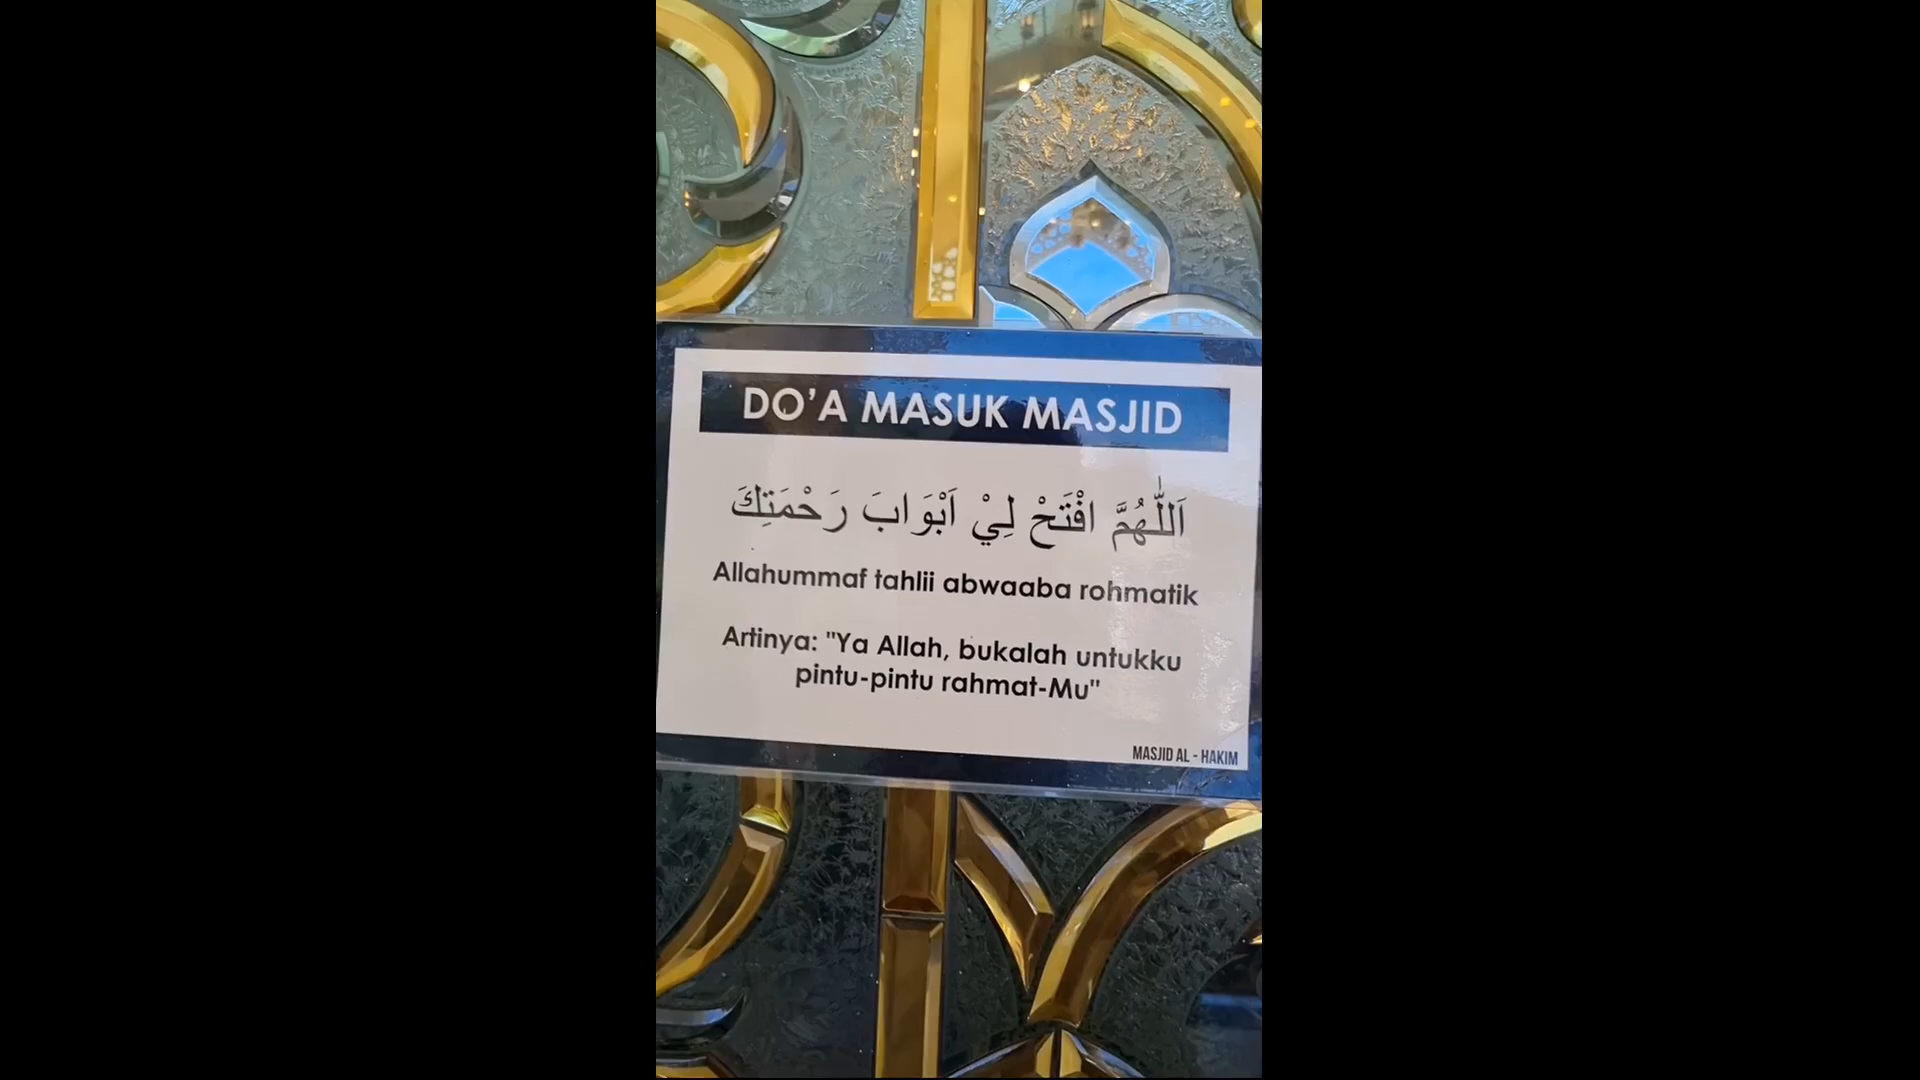 DO'A MASUK MASJID
اَللّٰهُمَّ افْتَحْ لِيْ اَبْوَابَ رَحْمَتِكَ
Allahummaf tahlii abwaaba rohmatik
Artinya: "Ya Allah, bukalah untukku
pintu-pintu rahmat-Mu"
MASJID AL - HAKIM